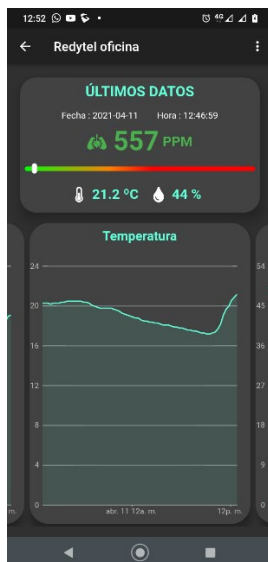 12:52
4G
Redytel oficina
ÚLTIMOS DATOS
Fecha : 2021-04-11 Hora : 12:46:59
557 PPM
21.2 ºC 44 %
Temperatura
24 54
20 45
16 36
12 27
8 18
4 9
0 0
m. abr. 11 12a. m. 12p. m.